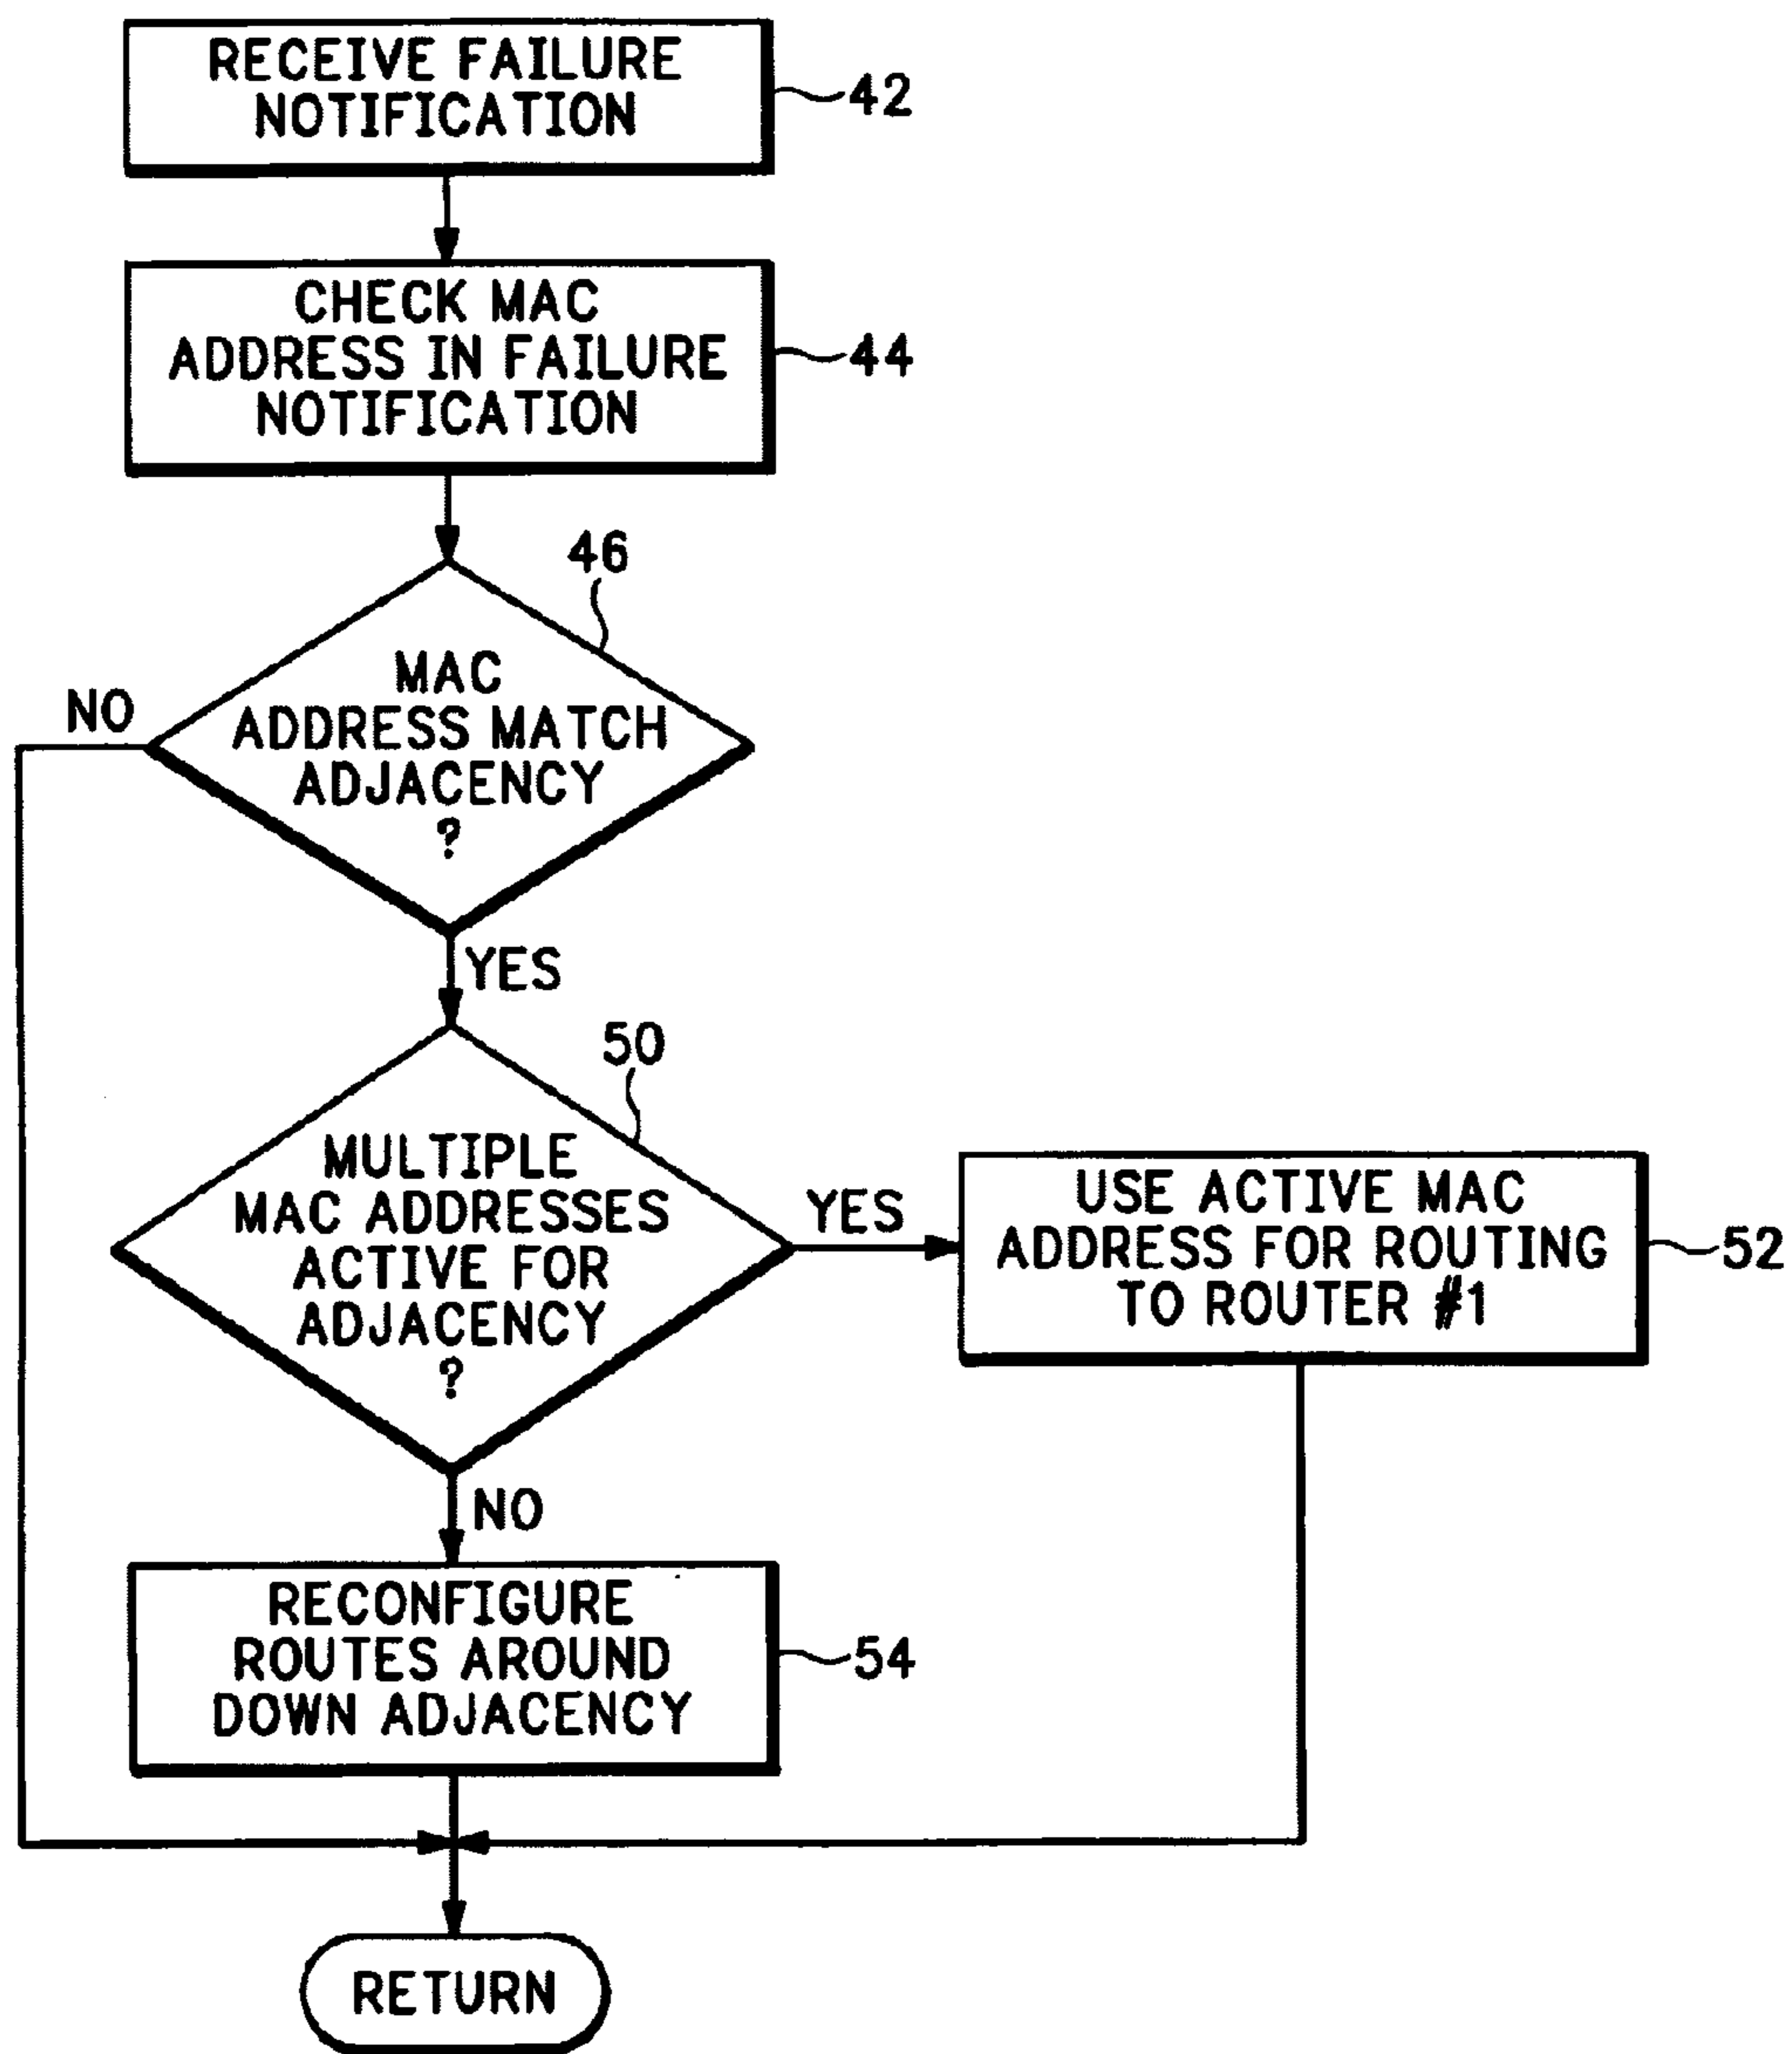 RECEIVE FAILURE
NOTIFICATION
42
CHECK MAC
ADDRESS IN FAILURE
NOTIFICATION
44
46
MAC
ADDRESS MATCH
ADJACENCY
?
NO
YES
50
MULTIPLE
MAC ADDRESSES
ACTIVE FOR
ADJACENCY
?
YES
USE ACTIVE MAC
ADDRESS FOR ROUTING
TO ROUTER #1
52
NO
RECONFIGURE
ROUTES AROUND
DOWN ADJACENCY
54
RETURN